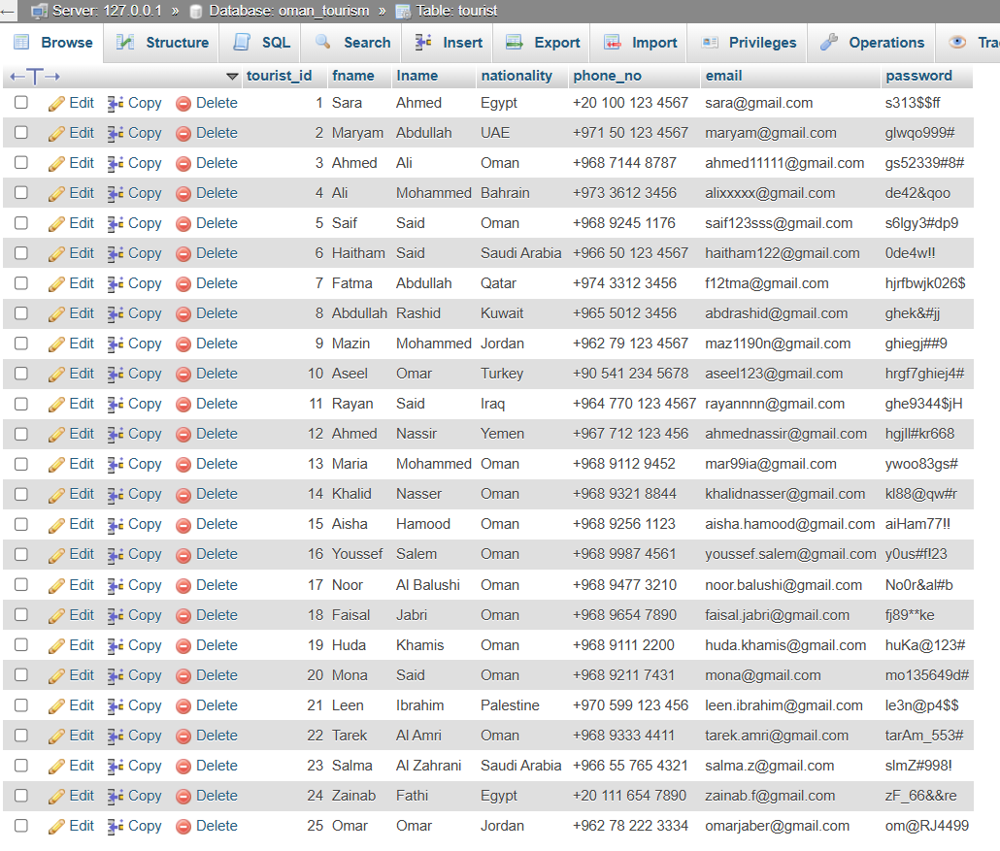 Server: 127.0.0.1 » Database: oman_tourism » Table: tourist
Browse Structure SQL Search Insert Export Import Privileges Operations
tourist_id fname lname nationality phone_no email password
Edit Copy Delete 1 Sara Ahmed Egypt +20 100 123 4567 sara@gmail.com s313$$ff
Edit Copy Delete 2 Maryam Abdullah UAE +971 50 123 4567 maryam@gmail.com glwqo999#
Edit Copy Delete 3 Ahmed Ali Oman +968 7144 8787 ahmed11111@gmail.com gs52339#8#
Edit Copy Delete 4 Ali Mohammed Bahrain +973 3612 3456 alixxxxx@gmail.com de42&qoo
Edit Copy Delete 5 Saif Said Oman +968 9245 1176 saif123sss@gmail.com s6lgy3#dp9
Edit Copy Delete 6 Haitham Said Saudi Arabia +966 50 123 4567 haitham122@gmail.com 0de4w!!
Edit Copy Delete 7 Fatma Abdullah Qatar +974 3312 3456 f12tma@gmail.com hjrfbwjk026$
Edit Copy Delete 8 Abdullah Rashid Kuwait +965 5012 3456 abdrashid@gmail.com ghek&#jj
Edit Copy Delete 9 Mazin Mohammed Jordan +962 79 123 4567 maz1190n@gmail.com ghiegj##9
Edit Copy Delete 10 Aseel Omar Turkey +90 541 234 5678 aseel123@gmail.com hrgf7ghiej4#
Edit Copy Delete 11 Rayan Said Iraq +964 770 123 4567 rayannnn@gmail.com ghe9344$jH
Edit Copy Delete 12 Ahmed Nassir Yemen +967 712 123 456 ahmednassir@gmail.com hgjll#kr668
Edit Copy Delete 13 Maria Mohammed Oman +968 9112 9452 mar99ia@gmail.com ywoo83gs#
Edit Copy Delete 14 Khalid Nasser Oman +968 9321 8844 khalidnasser@gmail.com kl88@qw#r
Edit Copy Delete 15 Aisha Hamood Oman +968 9256 1123 aisha.hamood@gmail.com aiHam77!!
Edit Copy Delete 16 Youssef Salem Oman +968 9987 4561 youssef.salem@gmail.com y0us#f!23
Edit Copy Delete 17 Noor Al Balushi Oman +968 9477 3210 noor.balushi@gmail.com No0r&al#b
Edit Copy Delete 18 Faisal Jabri Oman +968 9654 7890 faisal.jabri@gmail.com fj89**ke
Edit Copy Delete 19 Huda Khamis Oman +968 9111 2200 huda.khamis@gmail.com huKa@123#
Edit Copy Delete 20 Mona Said Oman +968 9211 7431 mona@gmail.com mo135649d#
Edit Copy Delete 21 Leen Ibrahim Palestine +970 599 123 456 leen.ibrahim@gmail.com le3n@p4$$
Edit Copy Delete 22 Tarek Al Amri Oman +968 9333 4411 tarek.amri@gmail.com tarAm_553#
Edit Copy Delete 23 Salma Al Zahrani Saudi Arabia +966 55 765 4321 salma.z@gmail.com slmZ#998!
Edit Copy Delete 24 Zainab Fathi Egypt +20 111 654 7890 zainab.f@gmail.com zF_66&&re
Edit Copy Delete 25 Omar Omar Jordan +962 78 222 3334 omarjaber@gmail.com om@RJ4499